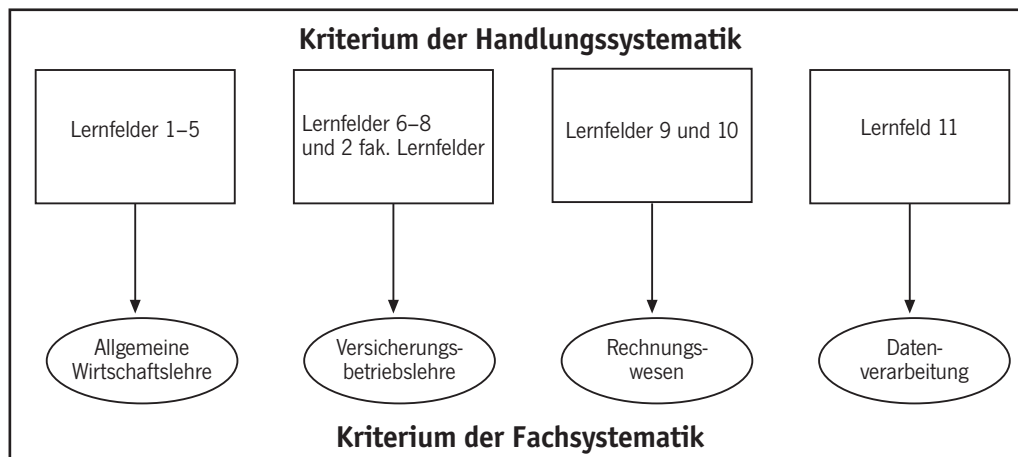 Kriterium der Handlungssystematik
Lernfelder 1–5
Lernfelder 6–8
und 2 fak. Lernfelder
Lernfelder 9 und 10
Lernfeld 11
Allgemeine
Wirtschaftslehre
Versicherungs-
betriebslehre
Rechnungs-
wesen
Daten-
verarbeitung
Kriterium der Fachsystematik